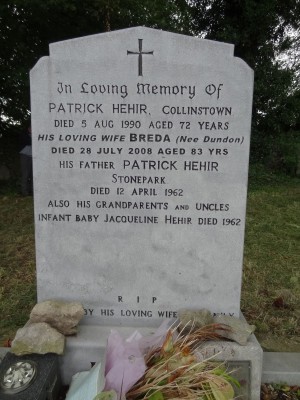 In Loving Memory Of
PATRICK HEHIR, COLLINSTOWN
DIED 5 AUG 1990 AGED 72 YEARS
HIS LOVING WIFE BREDA (Nee Dundon)
DIED 28 JULY 2008 AGED 83 YRS
HIS FATHER PATRICK HEHIR
STONEPARK
DIED 12 APRIL 1962
ALSO HIS GRANDPARENTS AND UNCLES
INFANT BABY JACQUELINE HEHIR DIED 1962
R I P
BY HIS LOVING WIFE